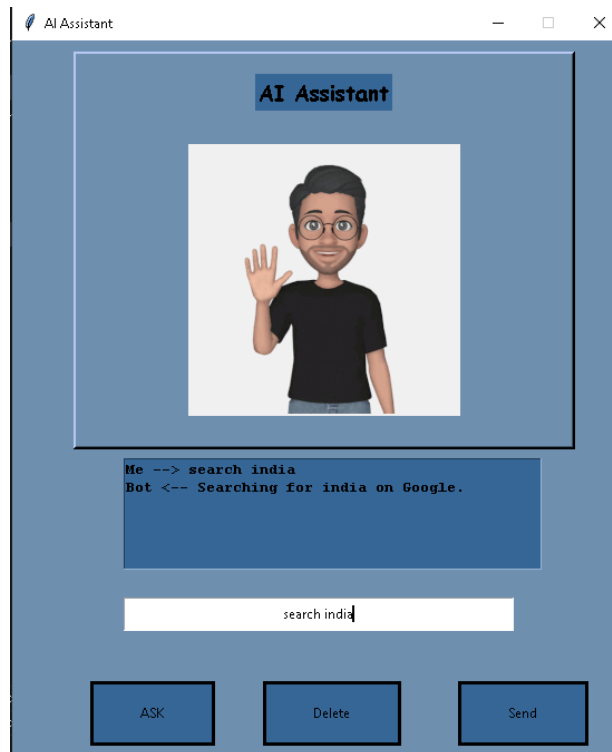 AI Assistant
AI Assistant
Me --> search india
Bot <-- Searching for india on Google.
search india
ASK
Delete
Send